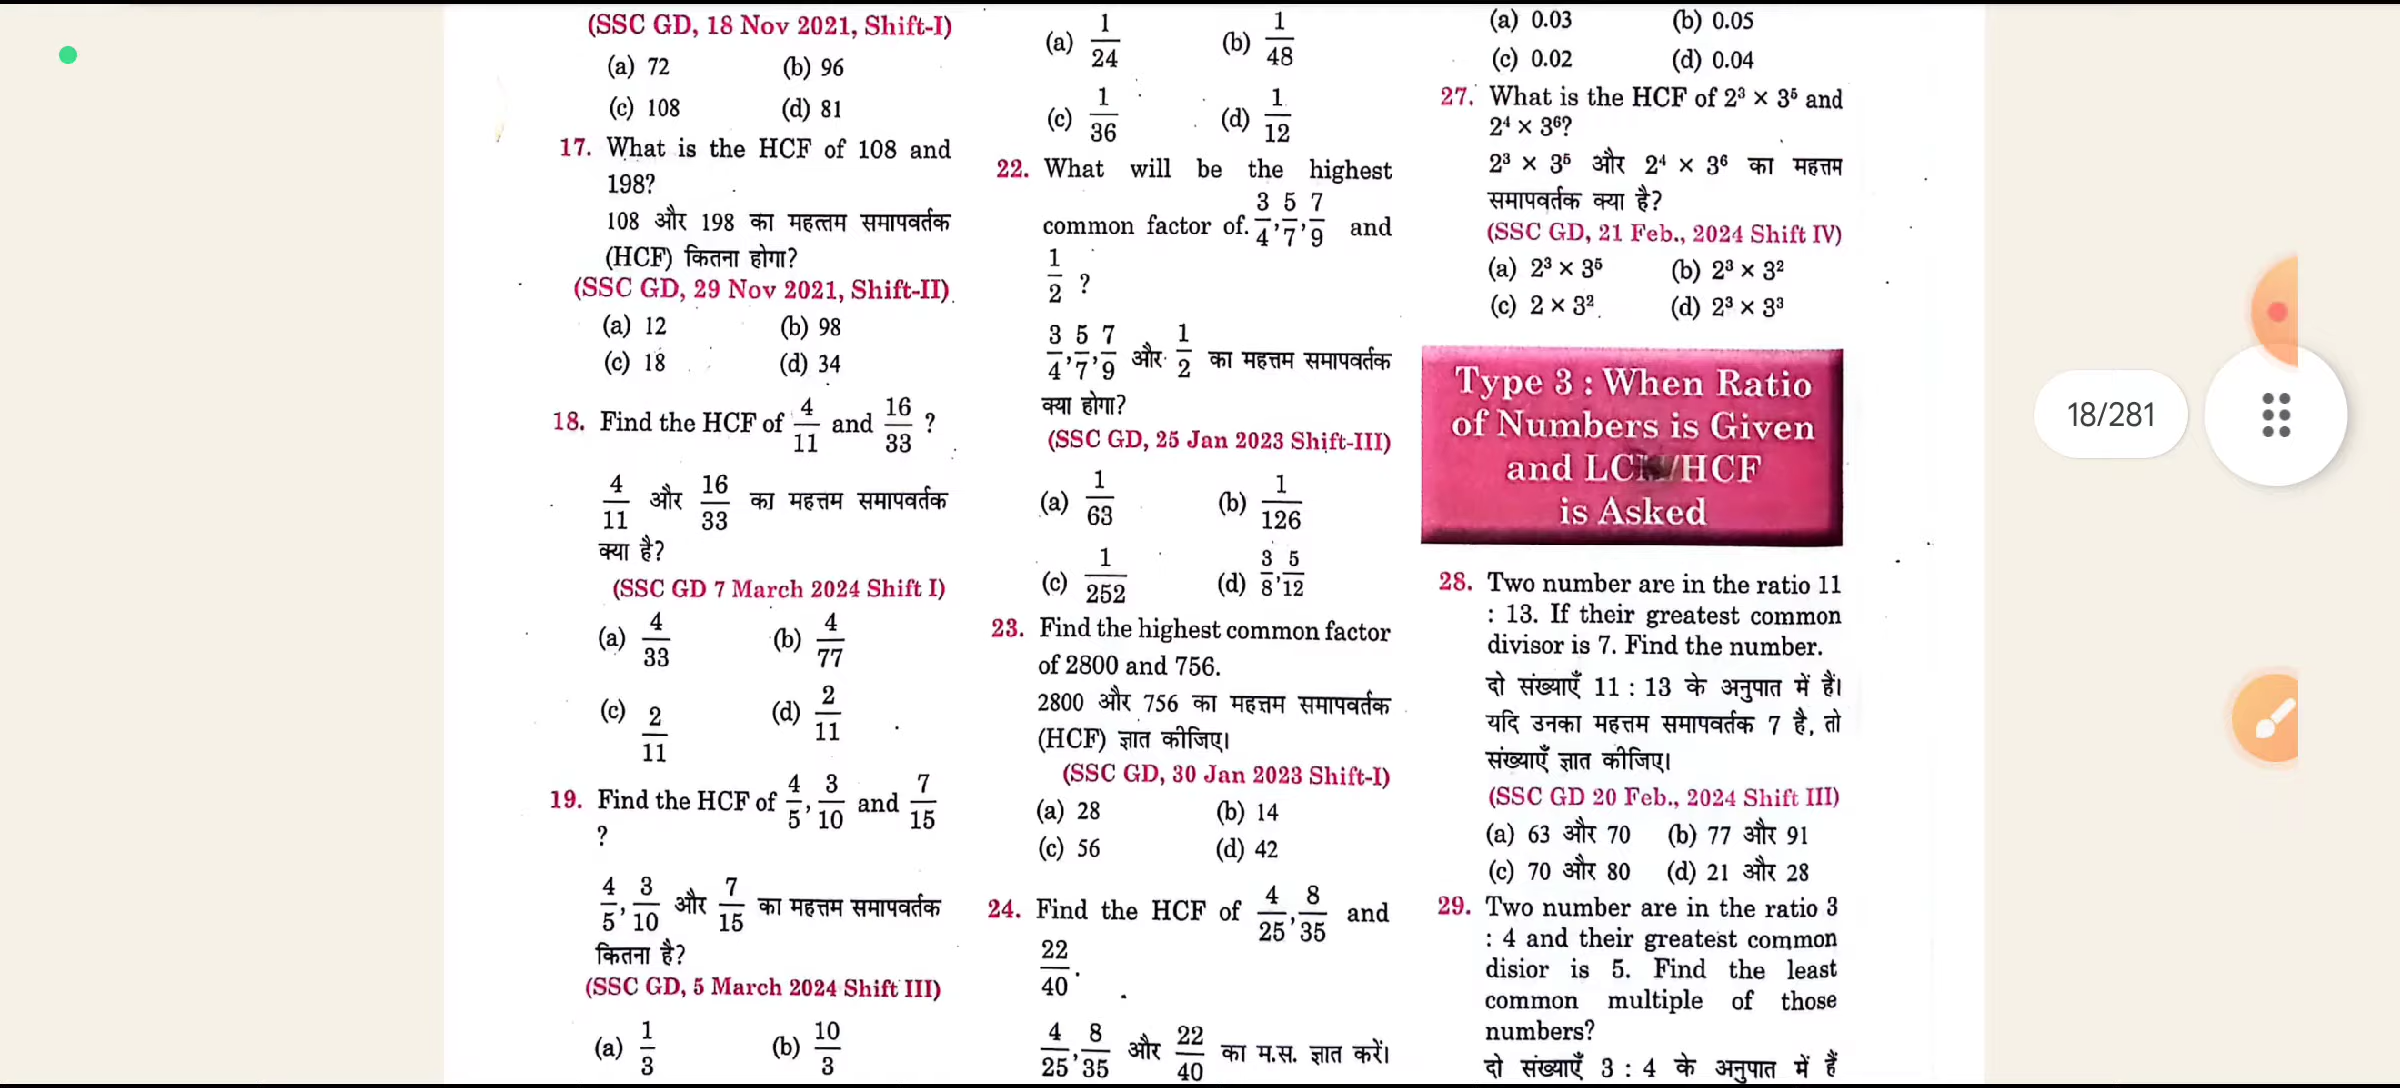 (SSC GD, 18 Nov 2021, Shift-I)
(a) 72 (b) 96
(c) 108 (d) 81
17. What is the HCF of 108 and
198?
108 और 198 का महत्तम समापवर्तक
(HCF) कितना होगा?
(SSC GD, 29 Nov 2021, Shift-II)
(a) 12 (b) 98
(c) 18 (d) 34
18. Find the HCF of 4/11 and 16/33 ?
4/11 और 16/33 का महत्तम समापवर्तक
क्या है?
(SSC GD 7 March 2024 Shift I)
(a) 4/33 (b) 4/77
(c) 2/11 (d) 2/11
19. Find the HCF of 4/5, 3/10 and 7/15
?
4/5, 3/10 और 7/15 का महत्तम समापवर्तक
कितना है?
(SSC GD, 5 March 2024 Shift III)
(a) 1/3 (b) 10/3
(a) 1/24 (b) 1/48
(c) 1/36 (d) 1/12
22. What will be the highest
common factor of 3/4, 5/7, 7/9 and
1/2 ?
3/4, 5/7, 7/9 और 1/2 का महत्तम समापवर्तक
क्या होगा?
(SSC GD, 25 Jan 2023 Shift-III)
(a) 1/63 (b) 1/126
(c) 1/252 (d) 3/8, 5/12
23. Find the highest common factor
of 2800 and 756.
2800 और 756 का महत्तम समापवर्तक
(HCF) ज्ञात कीजिए।
(SSC GD, 30 Jan 2023 Shift-I)
(a) 28 (b) 14
(c) 56 (d) 42
24. Find the HCF of 4/25, 8/35 and
22/40.
4/25, 8/35 और 22/40 का म.स. ज्ञात करें।
(a) 0.03 (b) 0.05
(c) 0.02 (d) 0.04
27. What is the HCF of 2³ × 3⁵ and
2⁴ × 3⁶?
2³ × 3⁵ और 2⁴ × 3⁶ का महत्तम
समापवर्तक क्या है?
(SSC GD, 21 Feb., 2024 Shift IV)
(a) 2³ × 3⁵ (b) 2³ × 3²
(c) 2 × 3² (d) 2³ × 3³
Type 3 : When Ratio
of Numbers is Given
and LCM/HCF
is Asked
28. Two number are in the ratio 11
: 13. If their greatest common
divisor is 7. Find the number.
दो संख्याएँ 11 : 13 के अनुपात में हैं।
यदि उनका महत्तम समापवर्तक 7 है, तो
संख्याएँ ज्ञात कीजिए।
(SSC GD 20 Feb., 2024 Shift III)
(a) 63 और 70 (b) 77 और 91
(c) 70 और 80 (d) 21 और 28
29. Two number are in the ratio 3
: 4 and their greatest common
disior is 5. Find the least
common multiple of those
numbers?
दो संख्याएँ 3 : 4 के अनुपात में हैं
18/281